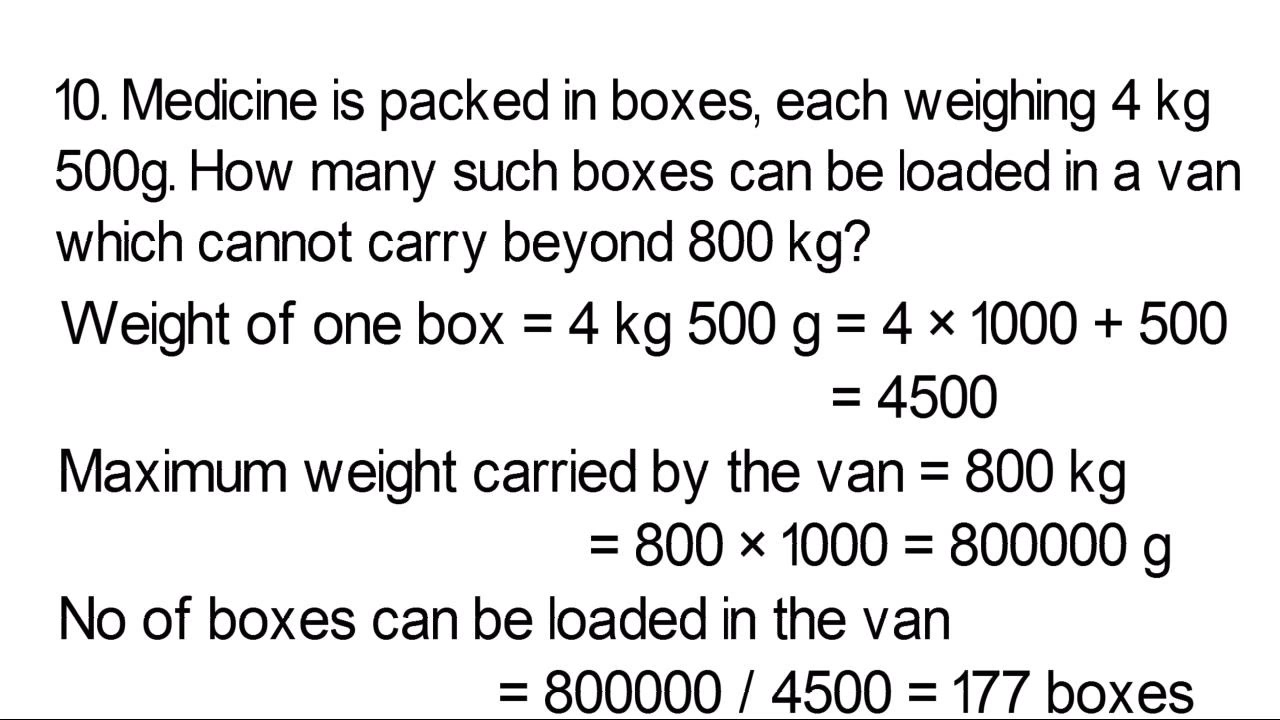 10. Medicine is packed in boxes, each weighing 4 kg
500g. How many such boxes can be loaded in a van
which cannot carry beyond 800 kg?
Weight of one box = 4 kg 500 g = 4 × 1000 + 500
= 4500
Maximum weight carried by the van = 800 kg
= 800 × 1000 = 800000 g
No of boxes can be loaded in the van
= 800000 / 4500 = 177 boxes